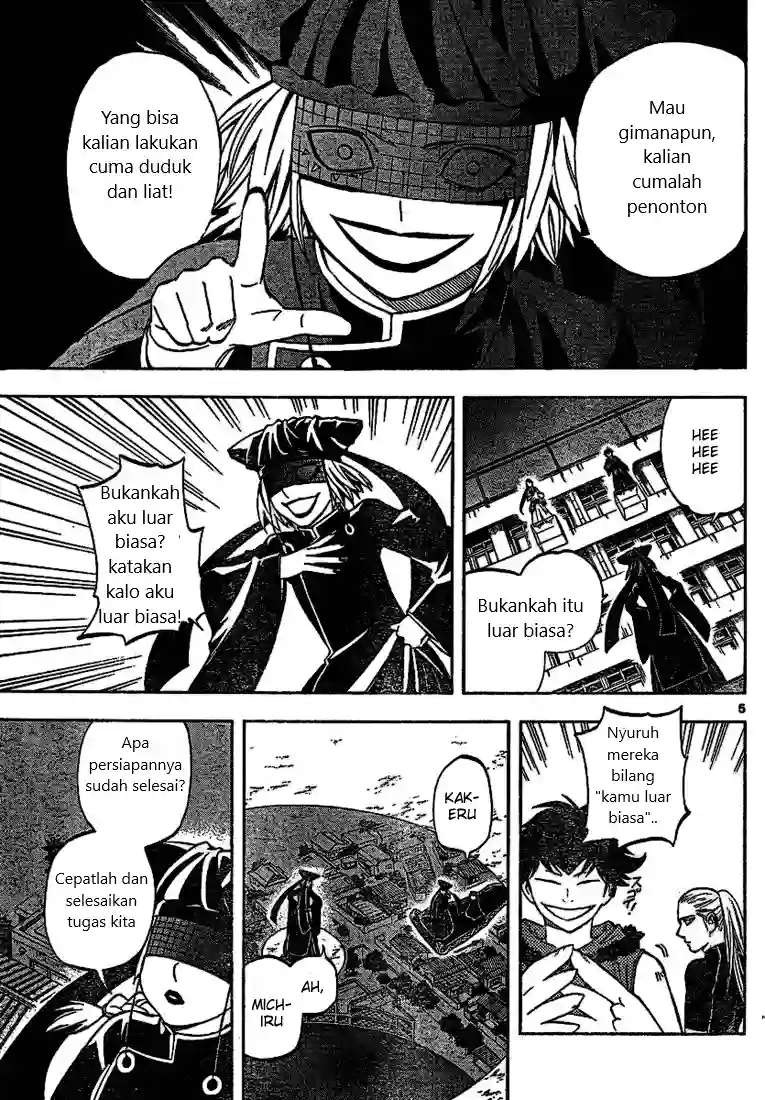 Mau
gimanapun,
kalian
cumalah
penonton
Yang bisa
kalian lakukan
cuma duduk
dan liat!
HEE
HEE
HEE
Bukankah itu
luar biasa?
Bukankah
aku luar
biasa?
katakan
kalo aku
luar biasa!
5
Nyuruh
mereka
bilang
"kamu luar
biasa"..
KAK-
ERU
AH,
MICH-
IRU
Apa
persiapannya
sudah selesai?
Cepatlah dan
selesaikan
tugas kita